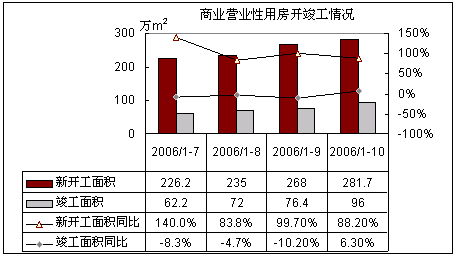 商业营业性用房开竣工情况
万m²
300
200
100
0
150%
100%
50%
0%
-50%
-100%
2006/1-7 2006/1-8 2006/1-9 2006/1-10
新开工面积 226.2 235 268 281.7
竣工面积 62.2 72 76.4 96
新开工面积同比 140.0% 83.8% 99.70% 88.20%
竣工面积同比 -8.3% -4.7% -10.20% 6.30%